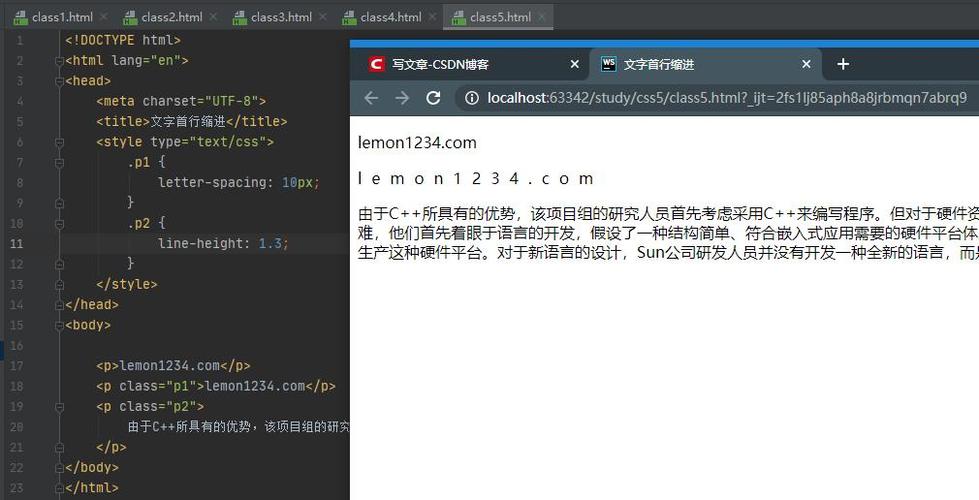 class1.html class2.html class3.html class4.html class5.html
1 <!DOCTYPE html>
2 <html lang="en">
3 <head>
4 <meta charset="UTF-8">
5 <title>文字首行缩进</title>
6 <style type="text/css">
7 .p1 {
8 letter-spacing: 10px;
9 }
10 .p2 {
11 line-height: 1.3;
12 }
13 </style>
14 </head>
15 <body>
16
17 <p>lemon1234.com</p>
18 <p class="p1">lemon1234.com</p>
19 <p class="p2">
20 由于C++所具有的优势，该项目组的研究
21 </p>
22 </body>
23 </html>
C 写文章-CSDN博客 WS 文字首行缩进
localhost:63342/study/css5/class5.html?_ijt=2fs1lj85aph8a8jrbmqn7abrq9
lemon1234.com
lemon1234.com
由于C++所具有的优势，该项目组的研究人员首先考虑采用C++来编写程序。但对于硬件资
难，他们首先着眼于语言的开发，假设了一种结构简单、符合嵌入式应用需要的硬件平台体
生产这种硬件平台。对于新语言的设计，Sun公司研发人员并没有开发一种全新的语言，而是